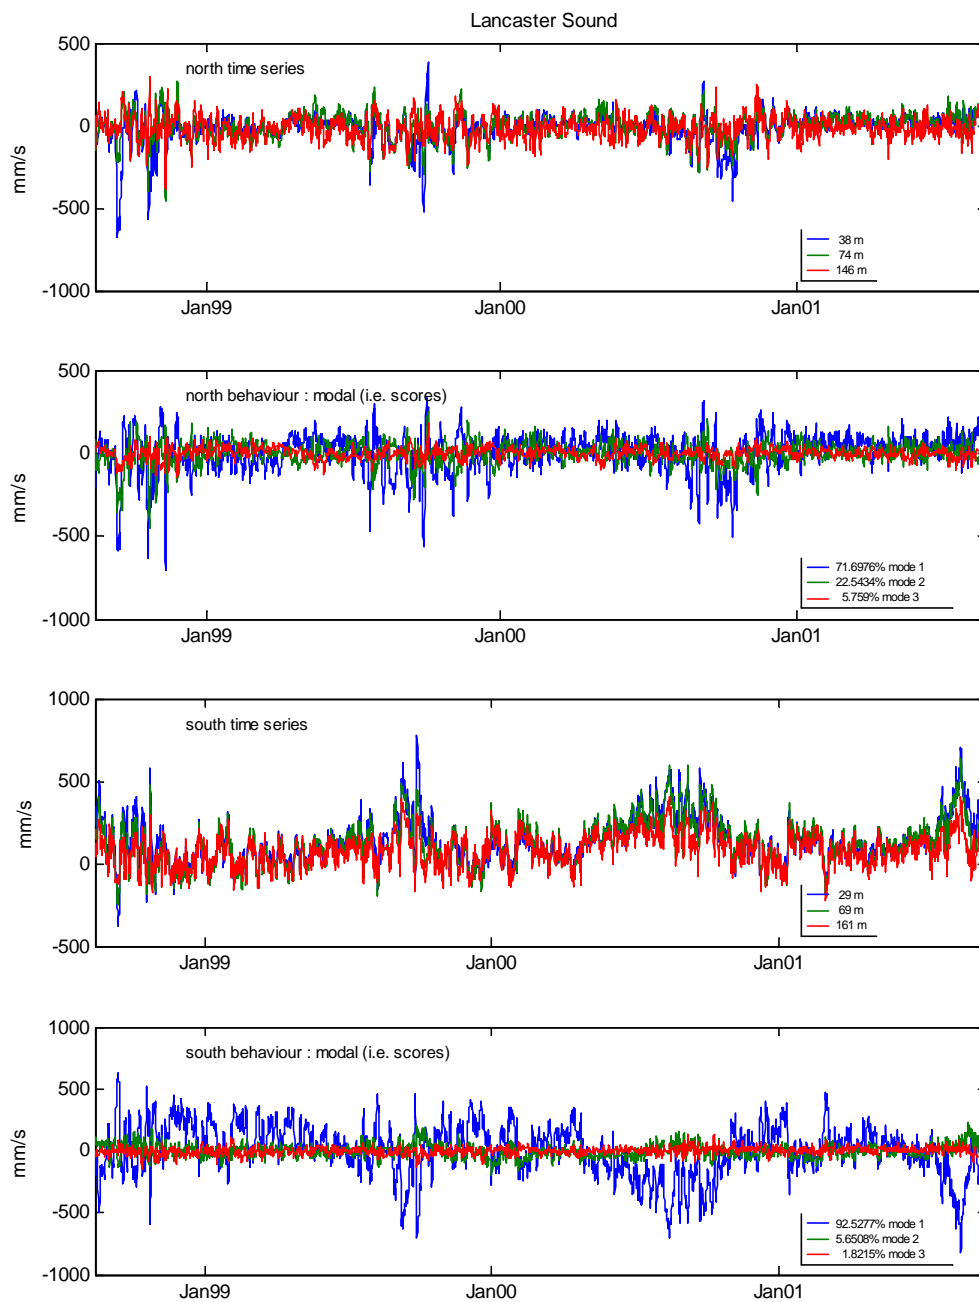 Lancaster Sound
500
north time series
0
mm/s
-500
38 m
74 m
146 m
-1000
Jan99 Jan00 Jan01
500
north behaviour : modal (i.e. scores)
0
mm/s
-500
71.6976% mode 1
22.5434% mode 2
5.759% mode 3
-1000
Jan99 Jan00 Jan01
1000
south time series
500
mm/s
0
29 m
69 m
161 m
-500
Jan99 Jan00 Jan01
1000
south behaviour : modal (i.e. scores)
500
0
mm/s
-500
92.5277% mode 1
5.6508% mode 2
1.8215% mode 3
-1000
Jan99 Jan00 Jan01